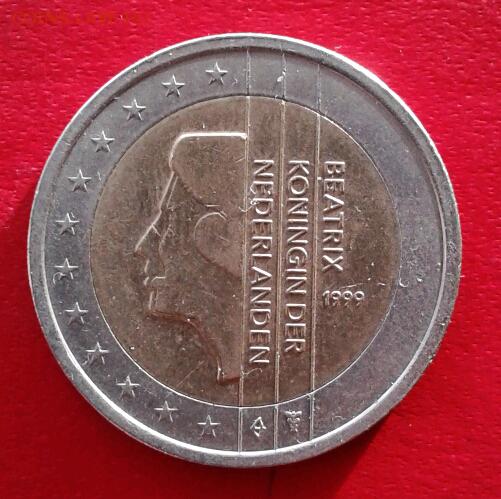 BEATRIX
KONINGIN DER
NEDERLANDEN
1999